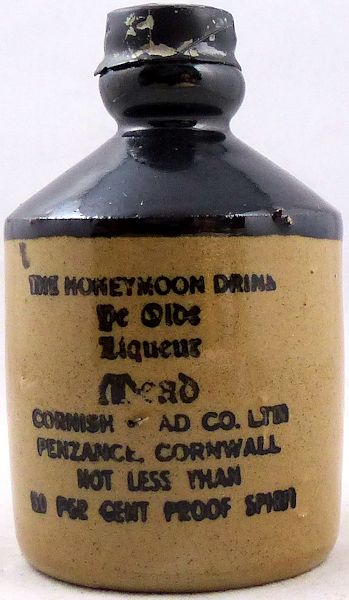 THE HONEYMOON DRINK
Ye Olde
Liqueur
Mead
CORNISH AD CO. LTD
PENZANCE, CORNWALL
NOT LESS THAN
PER CENT PROOF SPIRIT